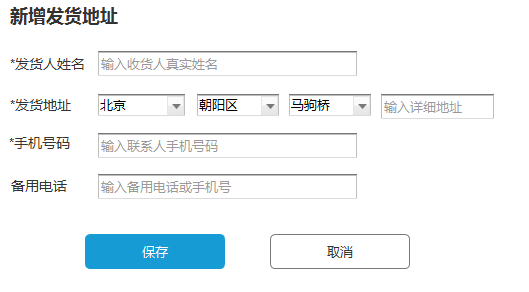 新增发货地址
*发货人姓名 输入收货人真实姓名
*发货地址 北京 朝阳区 马驹桥 输入详细地址
*手机号码 输入联系人手机号码
备用电话 输入备用电话或手机号
保存 取消